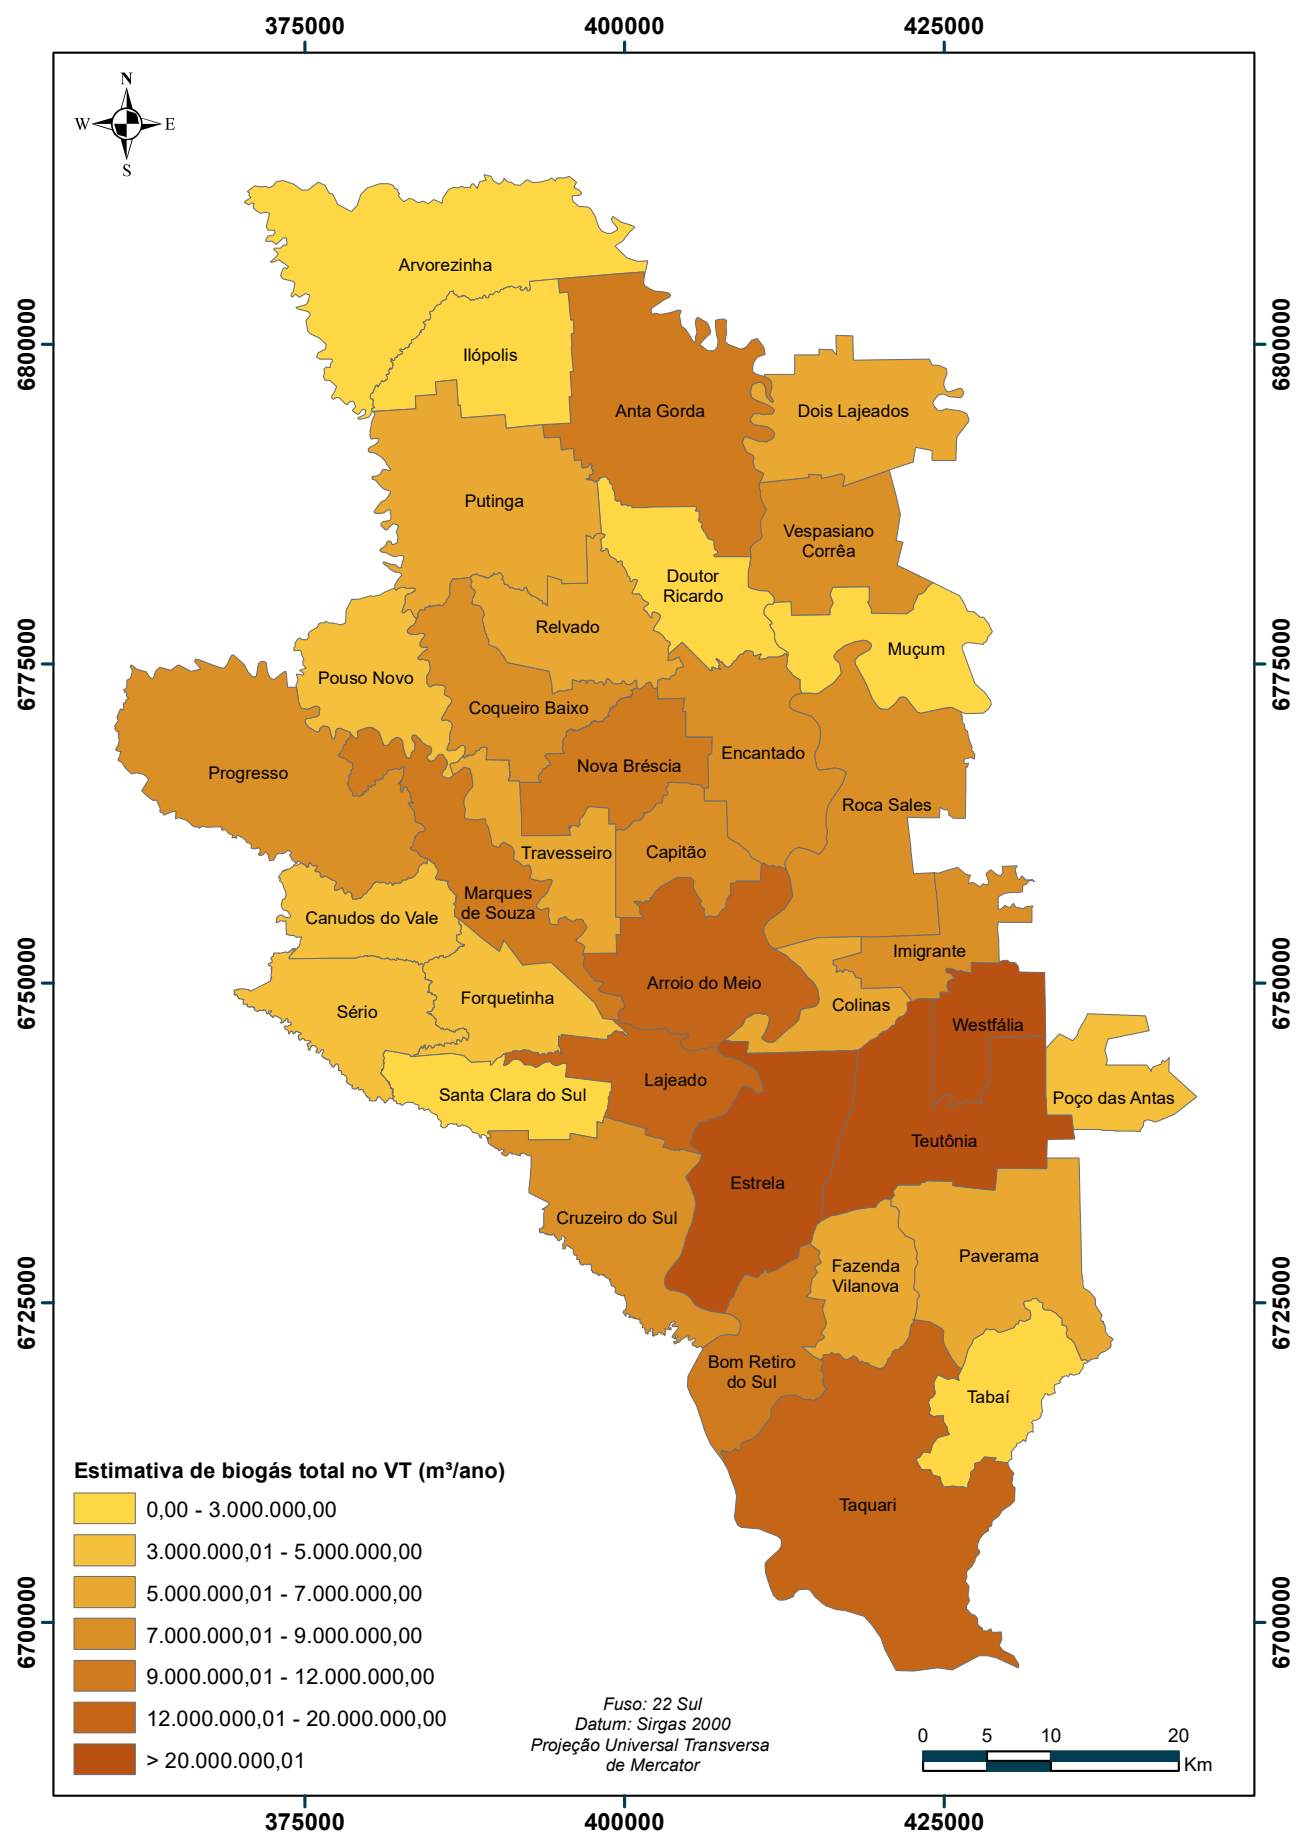 375000
400000
425000
N
W
E
S
Arvorezinha
6800000
6800000
Ilópolis
Anta Gorda
Dois Lajeados
Putinga
Vespasiano
Corrêa
Doutor
Ricardo
Relvado
Muçum
6775000
6775000
Pouso Novo
Coqueiro Baixo
Encantado
Nova Bréscia
Progresso
Roca Sales
Travesseiro
Capitão
Marques
de Souza
Canudos do Vale
Imigrante
6750000
6750000
Arroio do Meio
Forquetinha
Colinas
Sério
Westfália
Lajeado
Santa Clara do Sul
Poço das Antas
Teutônia
Estrela
Cruzeiro do Sul
Paverama
Fazenda
Vilanova
6725000
6725000
Bom Retiro
do Sul
Tabaí
Taquari
Estimativa de biogás total no VT (m³/ano)
0,00 - 3.000.000,00
3.000.000,01 - 5.000.000,00
5.000.000,01 - 7.000.000,00
7.000.000,01 - 9.000.000,00
9.000.000,01 - 12.000.000,00
12.000.000,01 - 20.000.000,00
> 20.000.000,01
6700000
6700000
Fuso: 22 Sul
Datum: Sirgas 2000
Projeção Universal Transversa
de Mercator
0 5 10 20
Km
375000
400000
425000